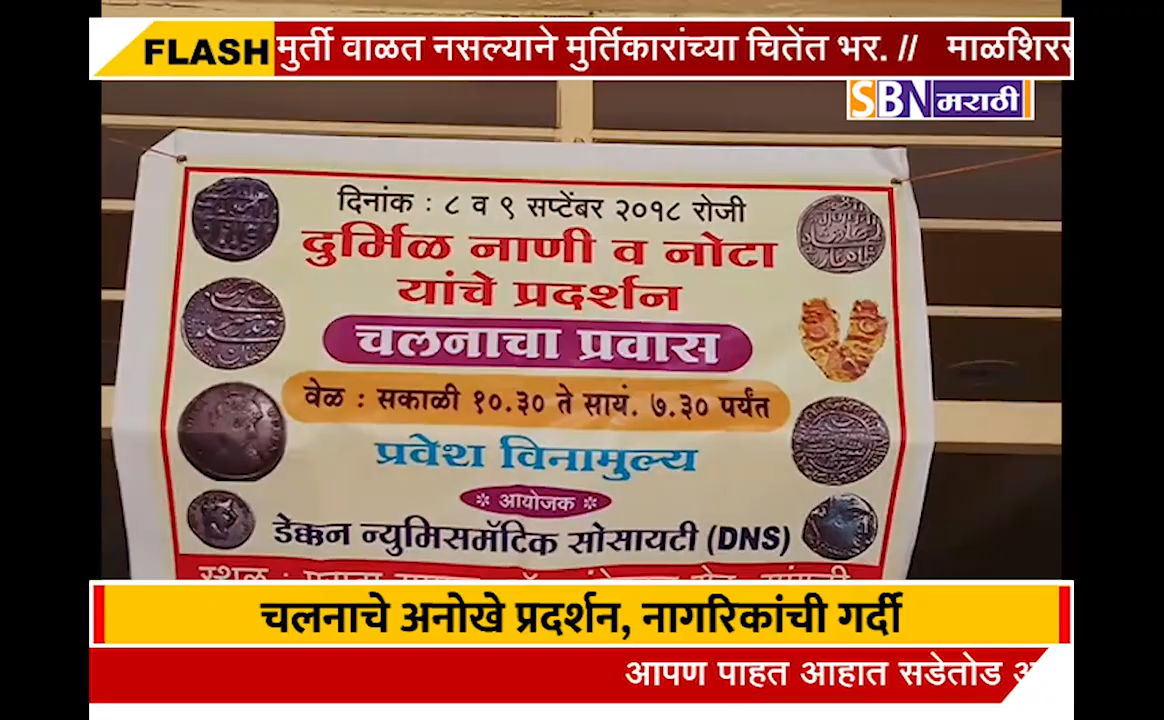 FLASH मुर्ती वाळत नसल्याने मुर्तिकारांच्या चितेंत भर. //
SBN मराठी
दिनांक : ८ व ९ सप्टेंबर २०१८ रोजी
दुर्मिळ नाणी व नोटा
यांचे प्रदर्शन
चलनाचा प्रवास
वेळ : सकाळी १०.३० ते सायं. ७.३० पर्यंत
प्रवेश विनामुल्य
* आयोजक *
डेक्कन न्युमिसमॅटिक सोसायटी (DNS)
स्थळ :
चलनाचे अनोखे प्रदर्शन, नागरिकांची गर्दी
आपण पाहत आहात सडेतोड